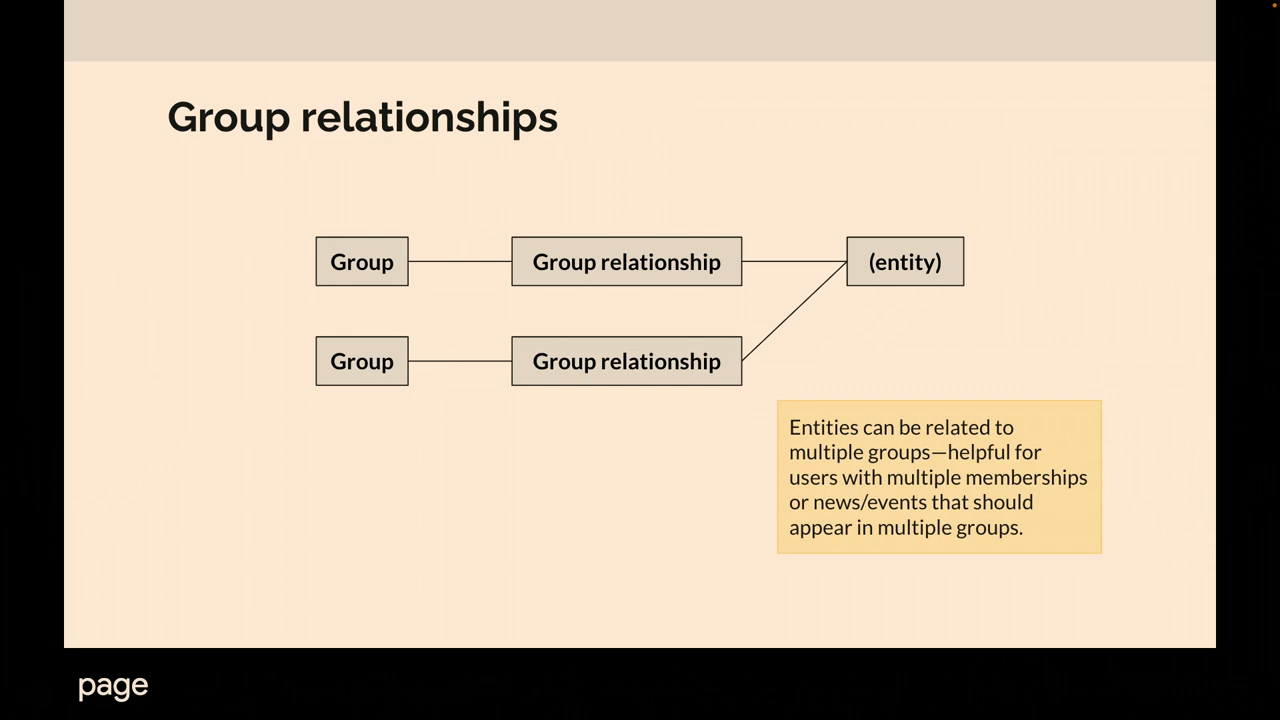 Group relationships
Group
Group relationship
(entity)
Group
Group relationship
Entities can be related to
multiple groups—helpful for
users with multiple memberships
or news/events that should
appear in multiple groups.
page